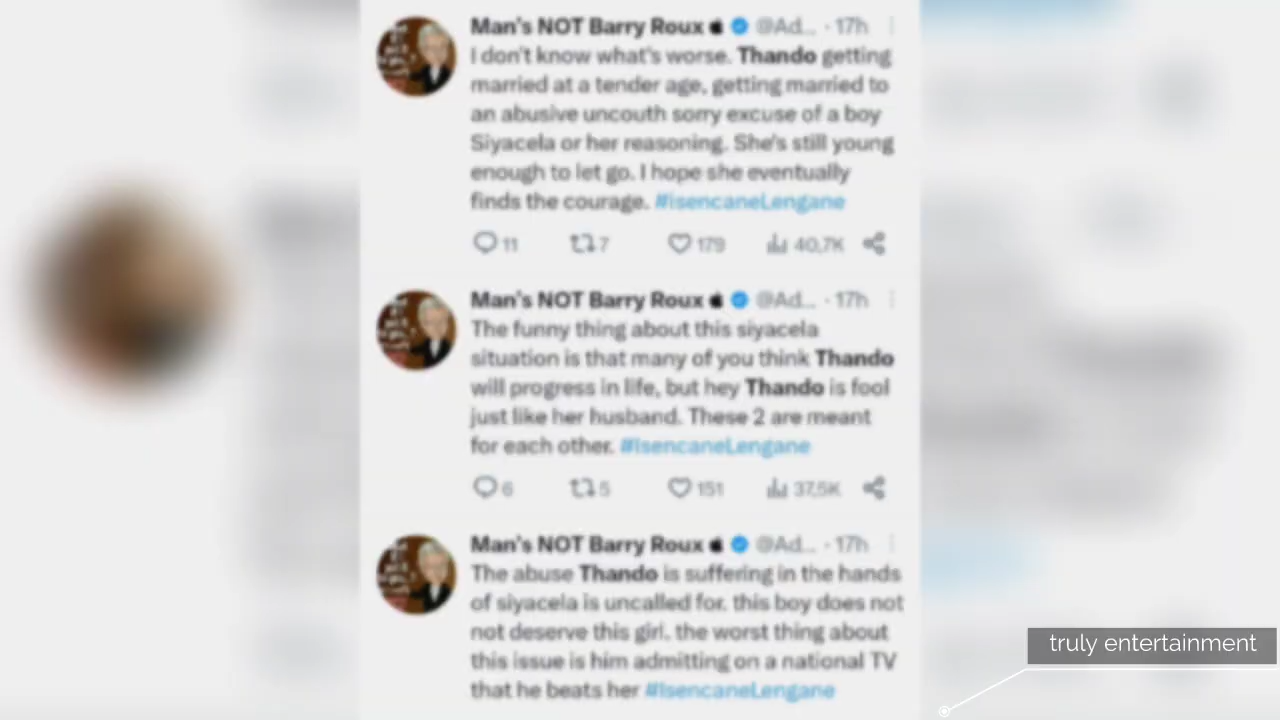 Man's NOT Barry Roux @Ad... · 17h
I don't know what's worse. Thando getting
married at a tender age, getting married to
an abusive uncouth sorry excuse of a boy
Siyacela or her reasoning. She's still young
enough to let go. I hope she eventually
finds the courage. #isencaneLengane
11 7 179 40,7K
Man's NOT Barry Roux @Ad... · 17h
The funny thing about this siyacela
situation is that many of you think Thando
will progress in life, but hey Thando is fool
just like her husband. These 2 are meant
for each other. #IsencaneLengane
6 5 151 37,5K
Man's NOT Barry Roux @Ad... · 17h
The abuse Thando is suffering in the hands
of siyacela is uncalled for. this boy does not
not deserve this girl. the worst thing about
this issue is him admitting on a national TV
that he beats her #IsencaneLengane
truly entertainment